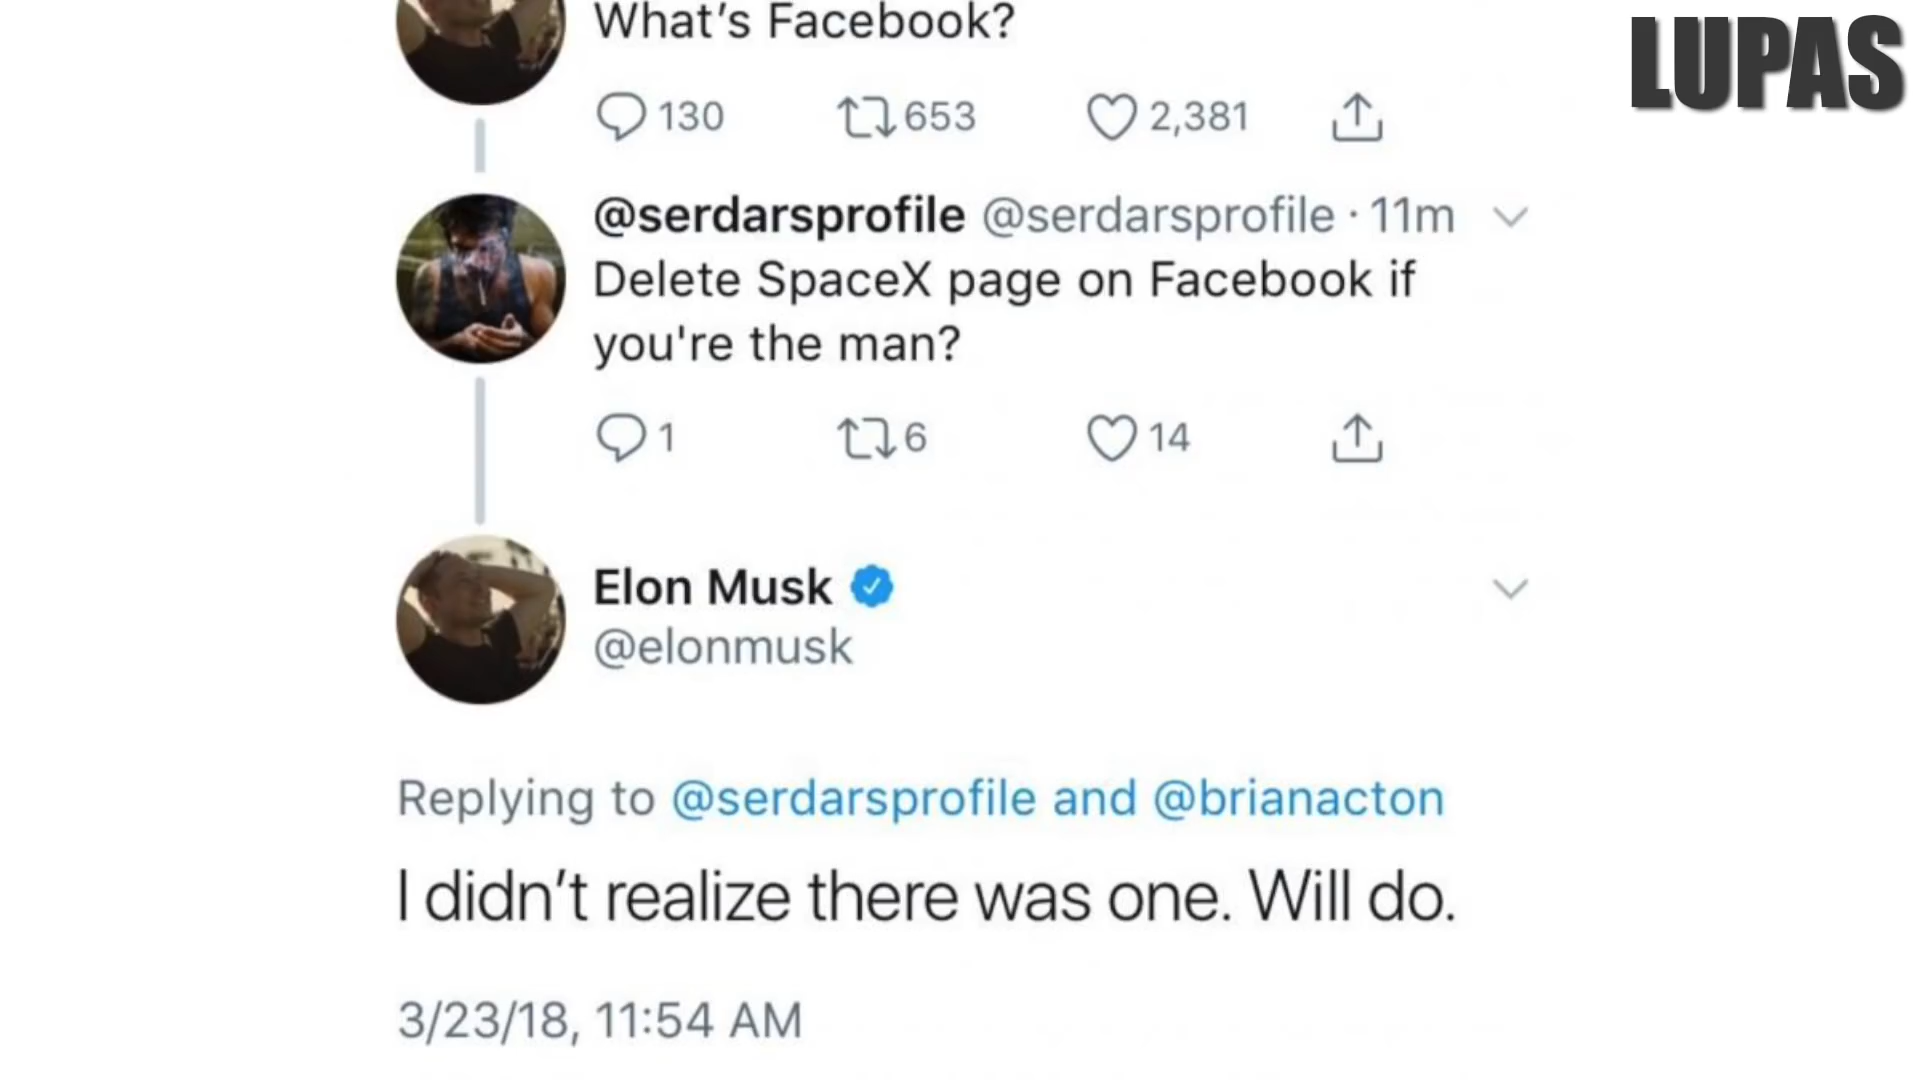 What’s Facebook?
LUPAS
130 653 2,381
@serdarsprofile @serdarsprofile · 11m
Delete SpaceX page on Facebook if
you're the man?
1 6 14
Elon Musk
@elonmusk
Replying to @serdarsprofile and @brianacton
I didn’t realize there was one. Will do.
3/23/18, 11:54 AM